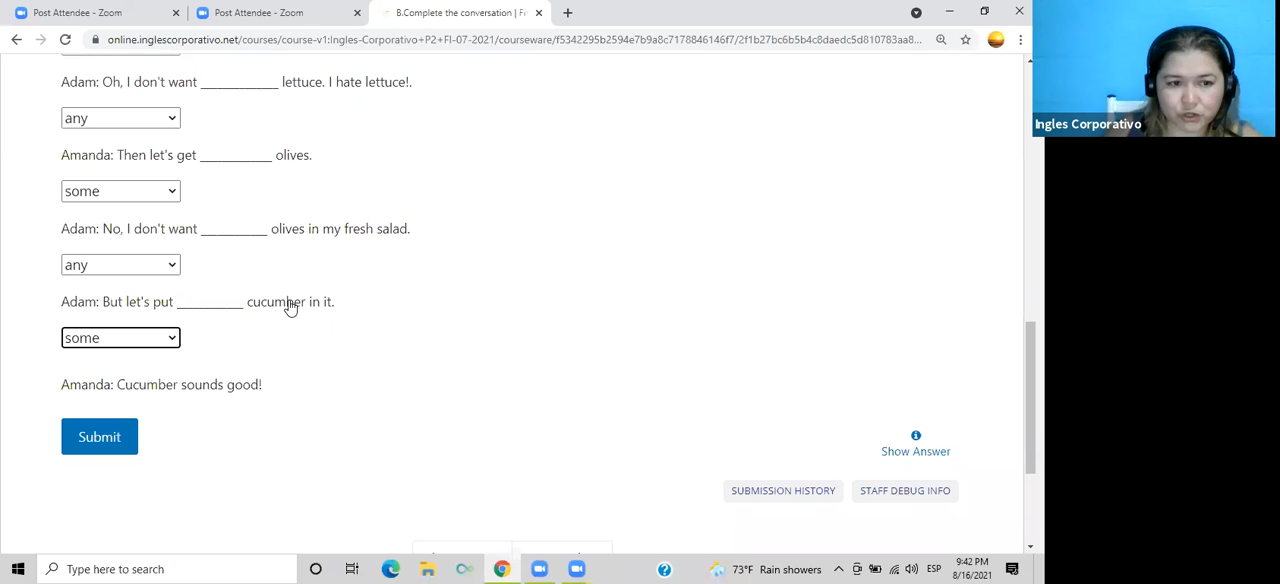 Post Attendee - Zoom
Post Attendee - Zoom
B.Complete the conversation | F
online.inglescorporativo.net/courses/course-v1:Ingles-Corporativo+P2+FI-07-2021/courseware/f5342295b2594e7b9a8c7178846146f7/2f1b27bc6b5b4c8daedc5d810783aa8...
Adam: Oh, I don't want ____________ lettuce. I hate lettuce!.
any
Amanda: Then let's get ___________ olives.
some
Adam: No, I don't want __________ olives in my fresh salad.
any
Adam: But let's put __________ cucumber in it.
some
Amanda: Cucumber sounds good!
Submit
Show Answer
SUBMISSION HISTORY
STAFF DEBUG INFO
Ingles Corporativo
Type here to search
73°F Rain showers
ESP
9:42 PM
8/16/2021